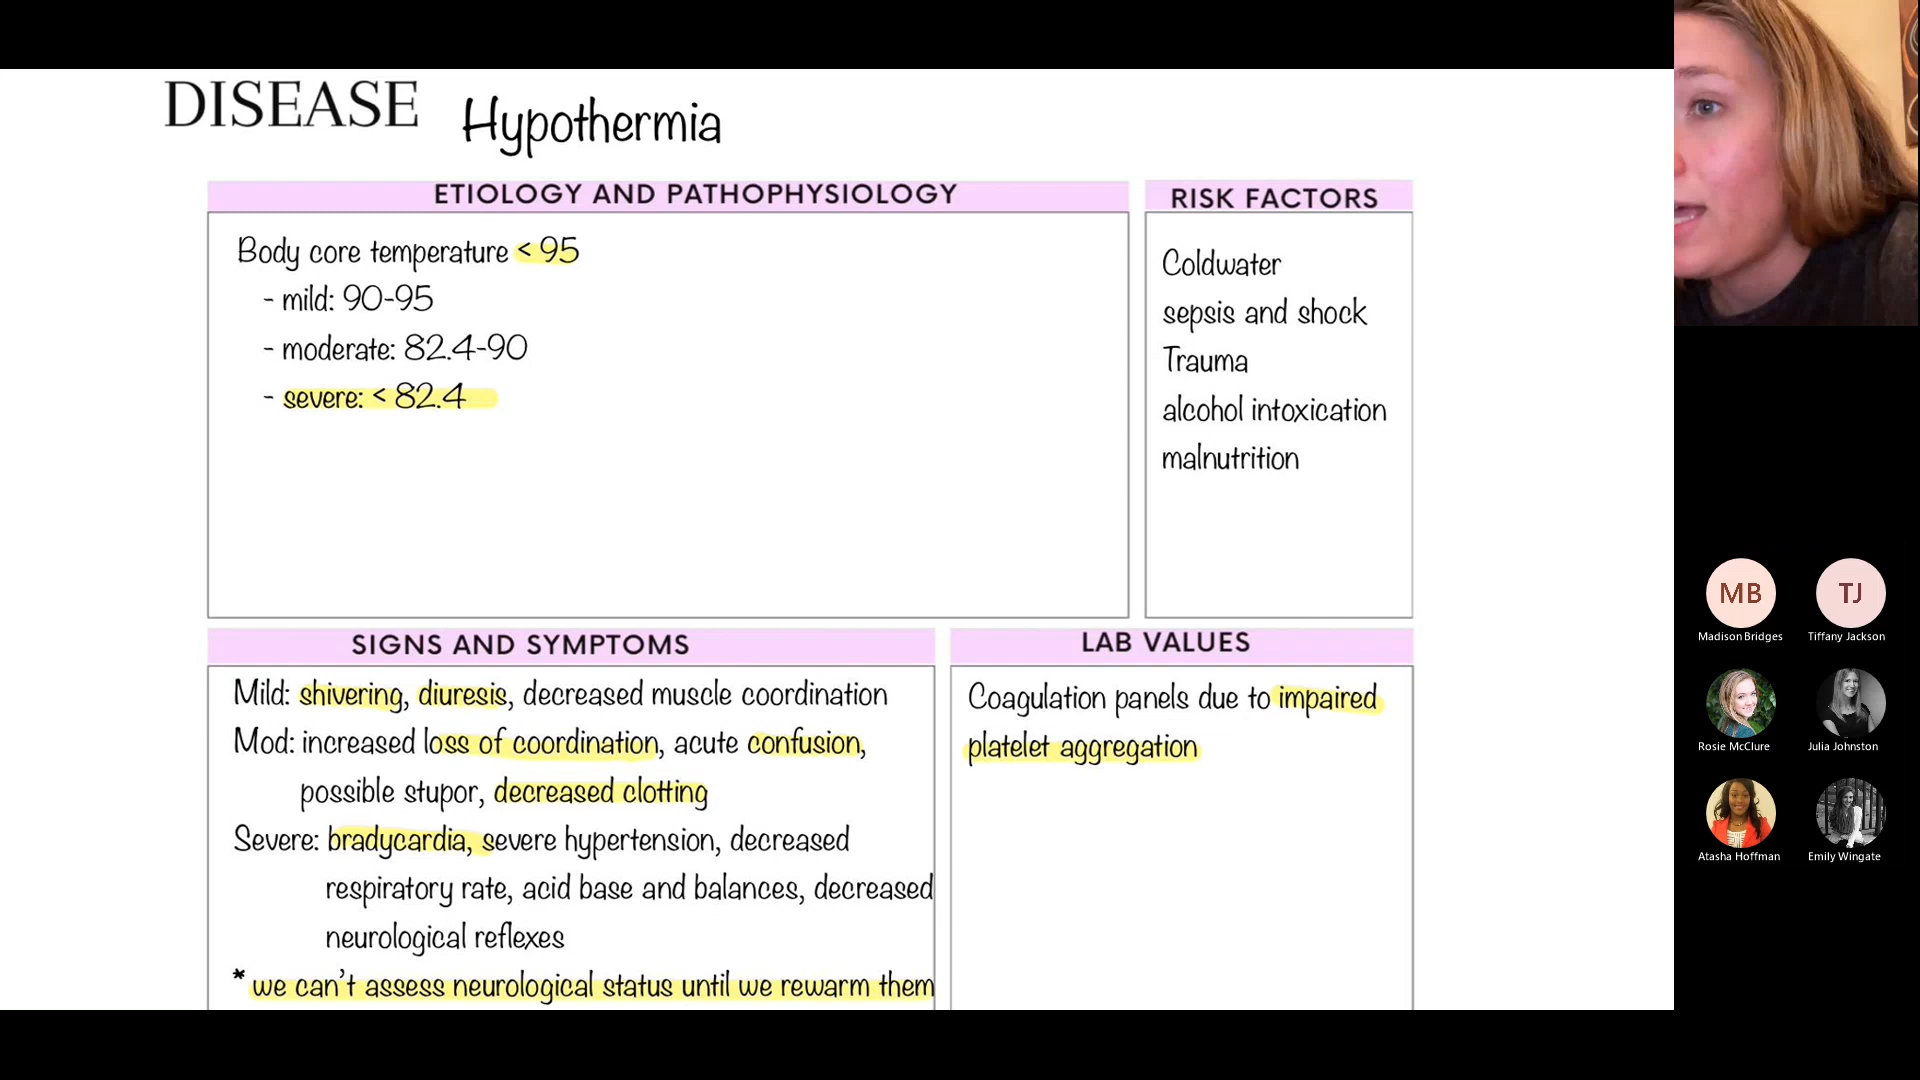 DISEASE Hypothermia
ETIOLOGY AND PATHOPHYSIOLOGY
Body core temperature < 95
- mild: 90-95
- moderate: 82.4-90
- severe: < 82.4
RISK FACTORS
Coldwater
sepsis and shock
Trauma
alcohol intoxication
malnutrition
SIGNS AND SYMPTOMS
Mild: shivering, diuresis, decreased muscle coordination
Mod: increased loss of coordination, acute confusion,
possible stupor, decreased clotting
Severe: bradycardia, severe hypertension, decreased
respiratory rate, acid base and balances, decreased
neurological reflexes
* we can't assess neurological status until we rewarm them
LAB VALUES
Coagulation panels due to impaired
platelet aggregation
MB
TJ
Madison Bridges
Tiffany Jackson
Rosie McClure
Julia Johnston
Atasha Hoffman
Emily Wingate